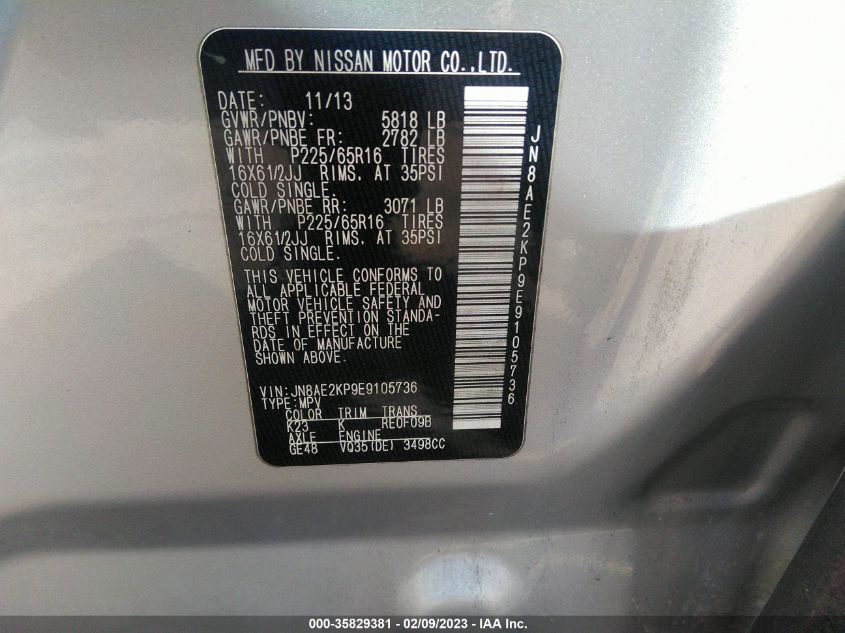 MFD BY NISSAN MOTOR CO.,LTD.
DATE: 11/13
GVWR/PNBV: 5818 LB
GAWR/PNBE FR: 2782 LB
WITH P225/65R16 TIRES
16X61/2JJ RIMS. AT 35PSI
COLD SINGLE.
GAWR/PNBE RR: 3071 LB
WITH P225/65R16 TIRES
16X61/2JJ RIMS. AT 35PSI
COLD SINGLE.
THIS VEHICLE CONFORMS TO
ALL APPLICABLE FEDERAL
MOTOR VEHICLE SAFETY AND
THEFT PREVENTION STANDA-
RDS IN EFFECT ON THE
DATE OF MANUFACTURE
SHOWN ABOVE.
VIN:JN8AE2KP9E9105736
TYPE:MPV
COLOR TRIM TRANS
K23 K RE0F09B
AXLE ENGINE
GE48 VQ35(DE) 3498CC
JN8AE2KP9E9105736
000-35829381 - 02/09/2023 - IAA Inc.